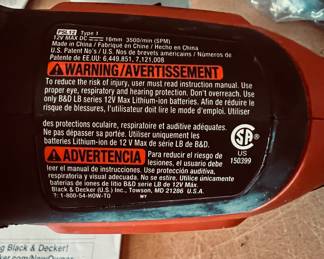 PSL12 Type 1
12V MAX DC ⎓ 16mm 3500/min (SPM)
Made in China / Fabriqué en Chine / Hecho en China
U.S. Patent No's / U.S. Nos de brevets americains / Números de
Patente de EE.UU: 6,449.851, 7,121,008
WARNING/AVERTISSEMENT
To reduce the risk of injury, user must read instruction manual. Use
proper eye, respiratory and hearing protection. Don't overreach. Use
only B&D LB series 12V Max Lithium-ion batteries. Afin de réduire le
risque de blessures, l'utilisateur doit lire le mode d'emploi. Utiliser
des protections oculaire, respiratoire et auditive adéquates.
Ne pas dépasser sa portée. Utiliser uniquement les
batteries Lithium-ion de 12 V Max de série LB de B&D.
ADVERTENCIA Para reducir el riesgo de
lesiones, el usuario debe
leer el manual de instrucciones. Use protección auditiva,
respiratoria y visual adecuada. No se estire. Utilice únicamente
baterías de iones de litio B&D série LB de 12V Máx.
Black & Decker (U.S.) Inc., Towson, MD 21286 U.S.A.
T: 1-800-54-HOW-TO
WY
SA
US
150399
g Black & Decker!
ker.com/NewOwner